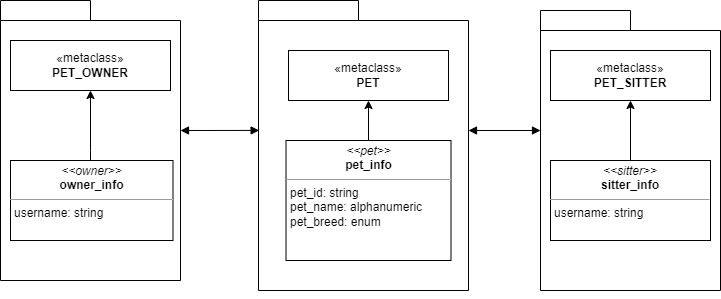 «metaclass»
PET_OWNER
<<owner>>
owner_info
username: string
«metaclass»
PET
<<pet>>
pet_info
pet_id: string
pet_name: alphanumeric
pet_breed: enum
«metaclass»
PET_SITTER
<<sitter>>
sitter_info
username: string